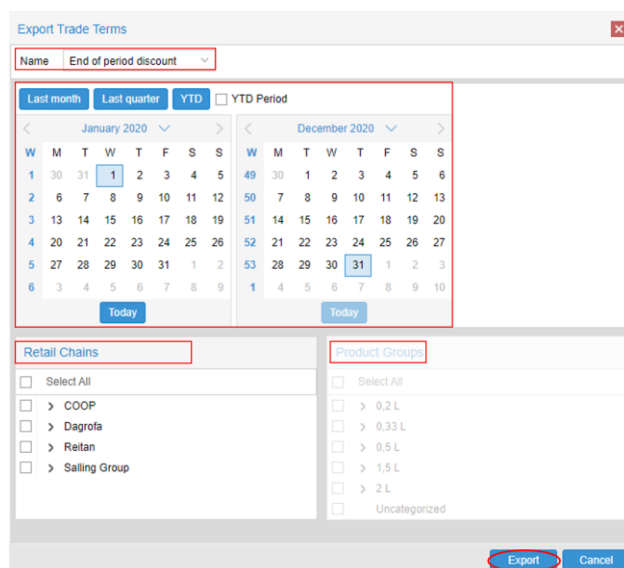 Export Trade Terms
Name End of period discount
Last month Last quarter YTD YTD Period
January 2020 December 2020
W M T W T F S S W M T W T F S S
1 30 31 1 2 3 4 5 49 30 1 2 3 4 5 6
2 6 7 8 9 10 11 12 50 7 8 9 10 11 12 13
3 13 14 15 16 17 18 19 51 14 15 16 17 18 19 20
4 20 21 22 23 24 25 26 52 21 22 23 24 25 26 27
5 27 28 29 30 31 1 2 53 28 29 30 31 1 2 3
6 3 4 5 6 7 8 9 1 4 5 6 7 8 9 10
Today Today
Retail Chains Product Groups
Select All Select All
COOP 0,2 L
Dagrofa 0,33 L
Reitan 0,5 L
Salling Group 1,5 L
2 L
Uncategorized
Export Cancel